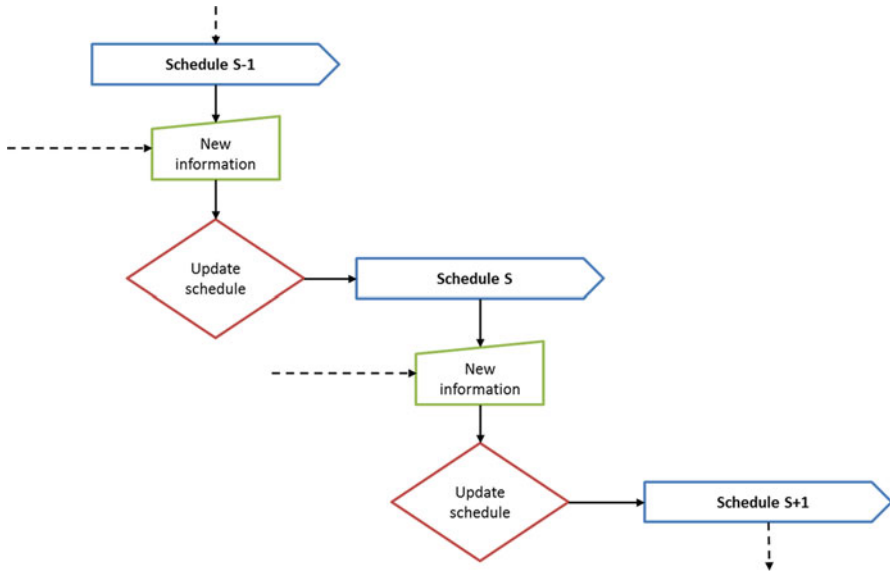 Schedule S-1
New
information
Update
schedule
Schedule S
New
information
Update
schedule
Schedule S+1